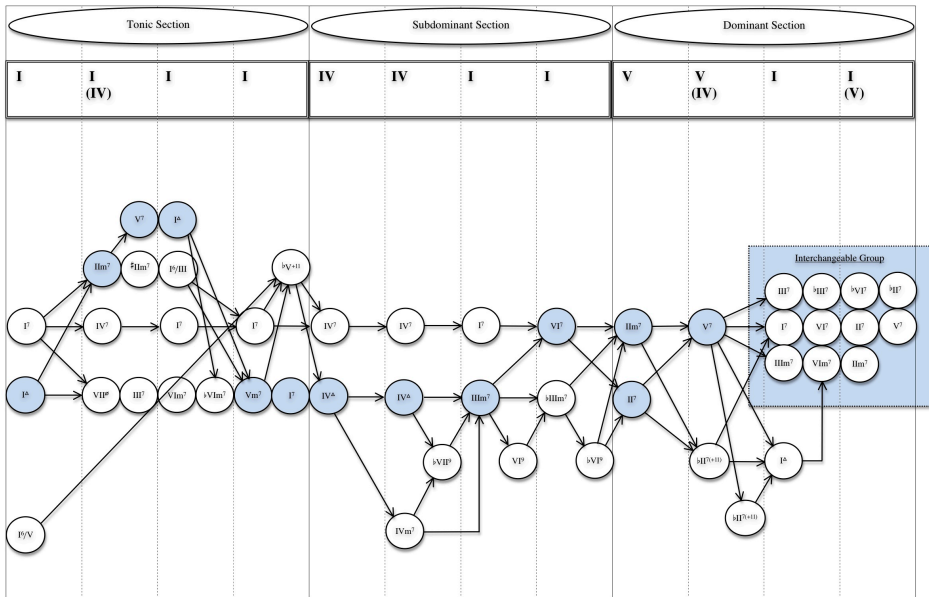 Tonic Section
Subdominant Section
Dominant Section
I I I I IV IV I I V V I I
(IV) (IV) (V)
V⁷ I△
IIm⁷ ♯IIm⁷ I⁶/III ♭V⁺¹¹
Interchangeable Group
III⁷ ♭III⁷ ♭VI⁷ ♭II⁷
I⁷ IV⁷ I⁷ I⁷ IV⁷ IV⁷ I⁷ VI⁷ IIm⁷ V⁷ I⁷ VI⁷ II⁷ V⁷
IIIm⁷ VIm⁷ IIm⁷
I△ VIIᵒ̸ III⁷ VIm⁷ ♭VIm⁷ Vm⁷ I⁷ IV△ IV△ IIIm⁷ ♭IIIm⁷ II⁷
♭VII⁹ VI⁹ ♭VI⁹ ♭II⁷⁽⁺¹¹⁾ I△
♭II⁷⁽⁺¹¹⁾
I⁶/V IVm⁷